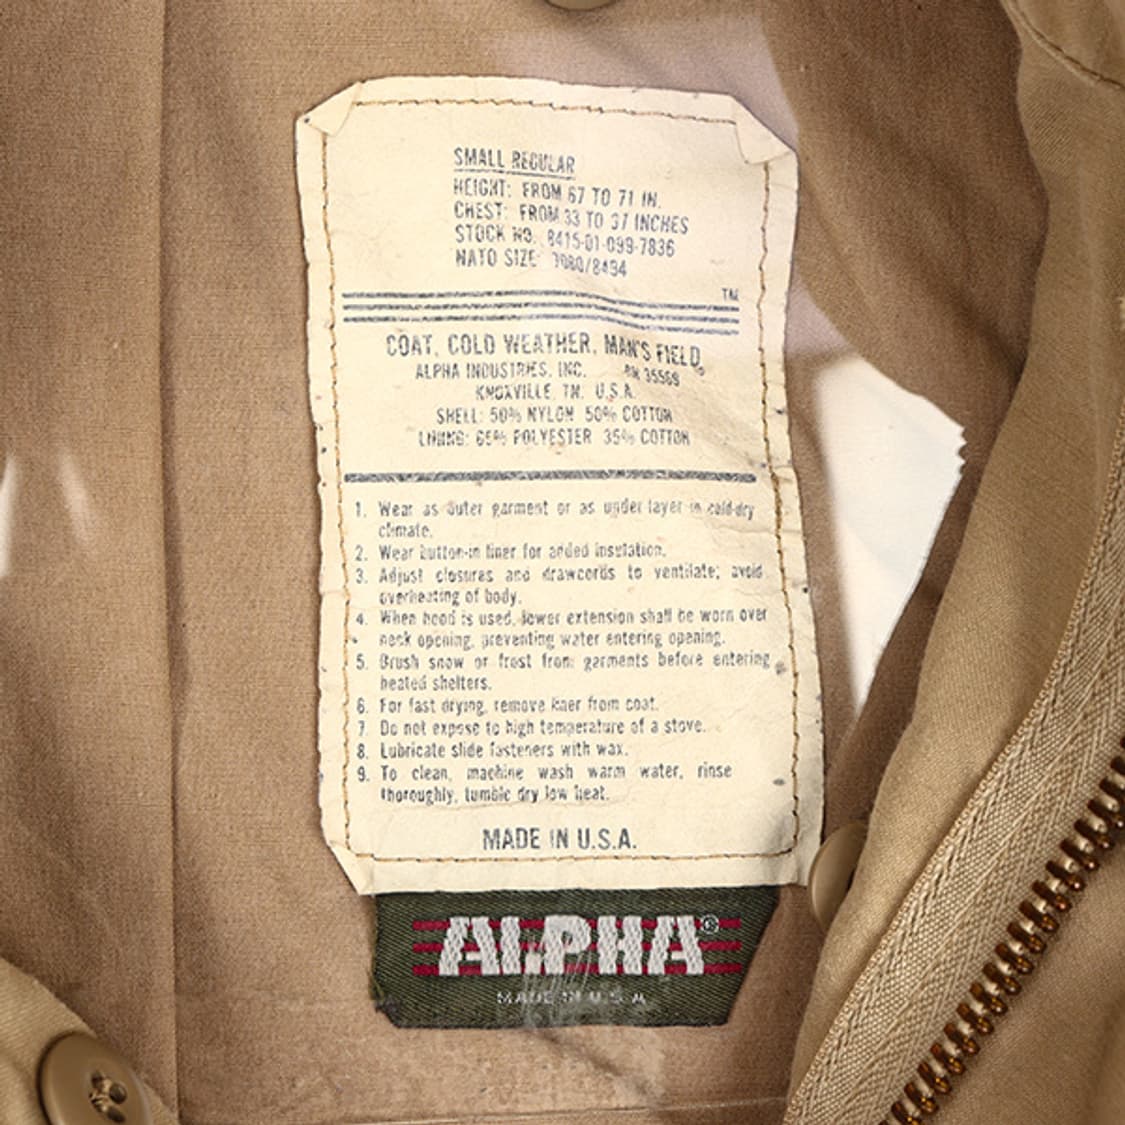 SMALL REGULAR
HEIGHT: FROM 67 TO 71 IN.
CHEST: FROM 33 TO 37 INCHES
STOCK NO. 8415-01-099-7836
NATO SIZE: 7080/8494
TM
COAT, COLD WEATHER, MAN'S FIELD
ALPHA INDUSTRIES, INC. RN 35569
KNOXVILLE, TN. U.S.A.
SHELL: 50% NYLON 50% COTTON
LINING: 65% POLYESTER 35% COTTON
1. Wear as outer garment or as under layer in cold-dry
climate.
2. Wear button-in liner for added insulation.
3. Adjust closures and drawcords to ventilate; avoid
overheating of body.
4. When hood is used, lower extension shall be worn over
neck opening, preventing water entering opening.
5. Brush snow or frost from garments before entering
heated shelters.
6. For fast drying, remove liner from coat.
7. Do not expose to high temperature of a stove.
8. Lubricate slide fasteners with wax.
9. To clean, machine wash warm water, rinse
thoroughly, tumble dry low heat.
MADE IN U.S.A.
ALPHA®
MADE IN U.S.A